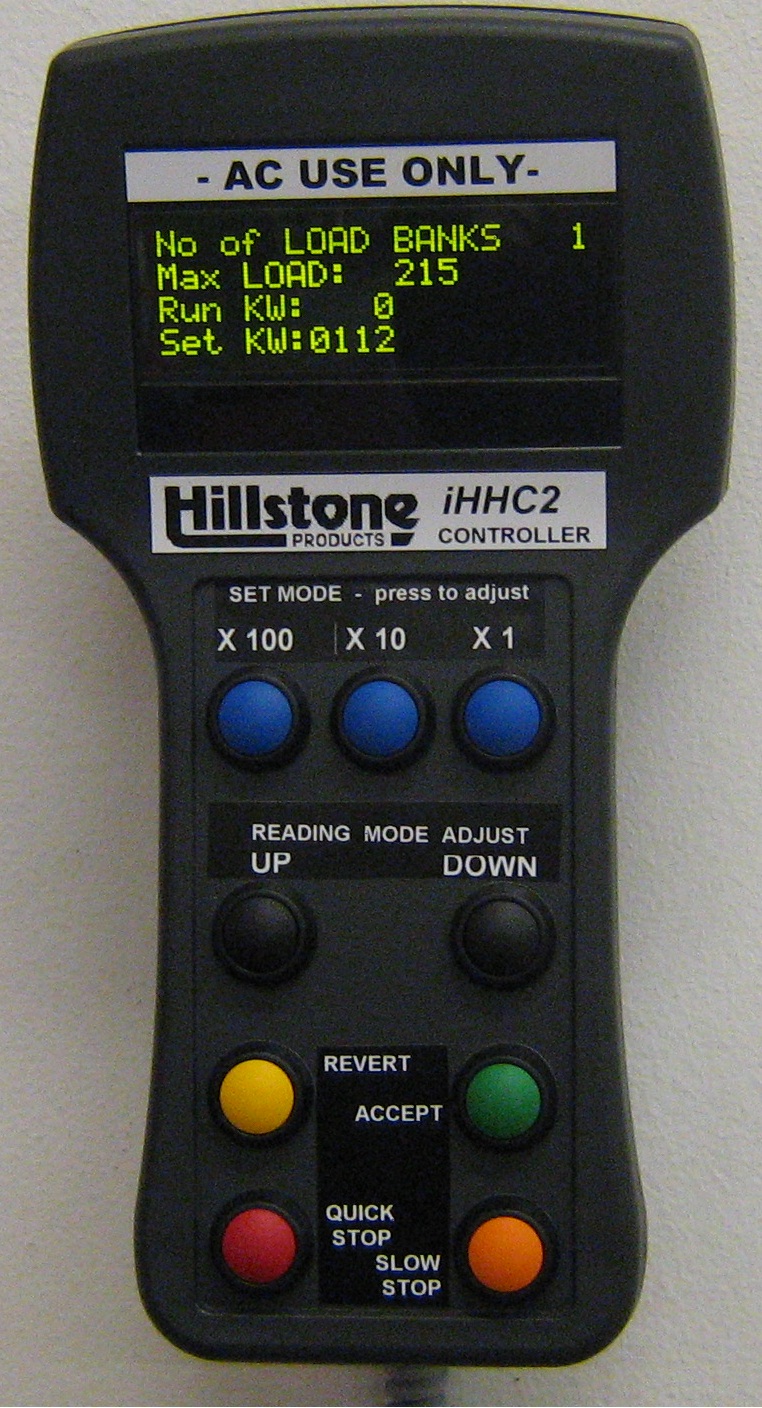 - AC USE ONLY-
No of LOAD BANKS 1
Max LOAD: 215
Run KW: 0
Set KW:0112
Hillstone iHHC2
PRODUCTS CONTROLLER
SET MODE - press to adjust
X 100 X 10 X 1
READING MODE ADJUST
UP DOWN
REVERT
ACCEPT
QUICK
STOP
SLOW
STOP